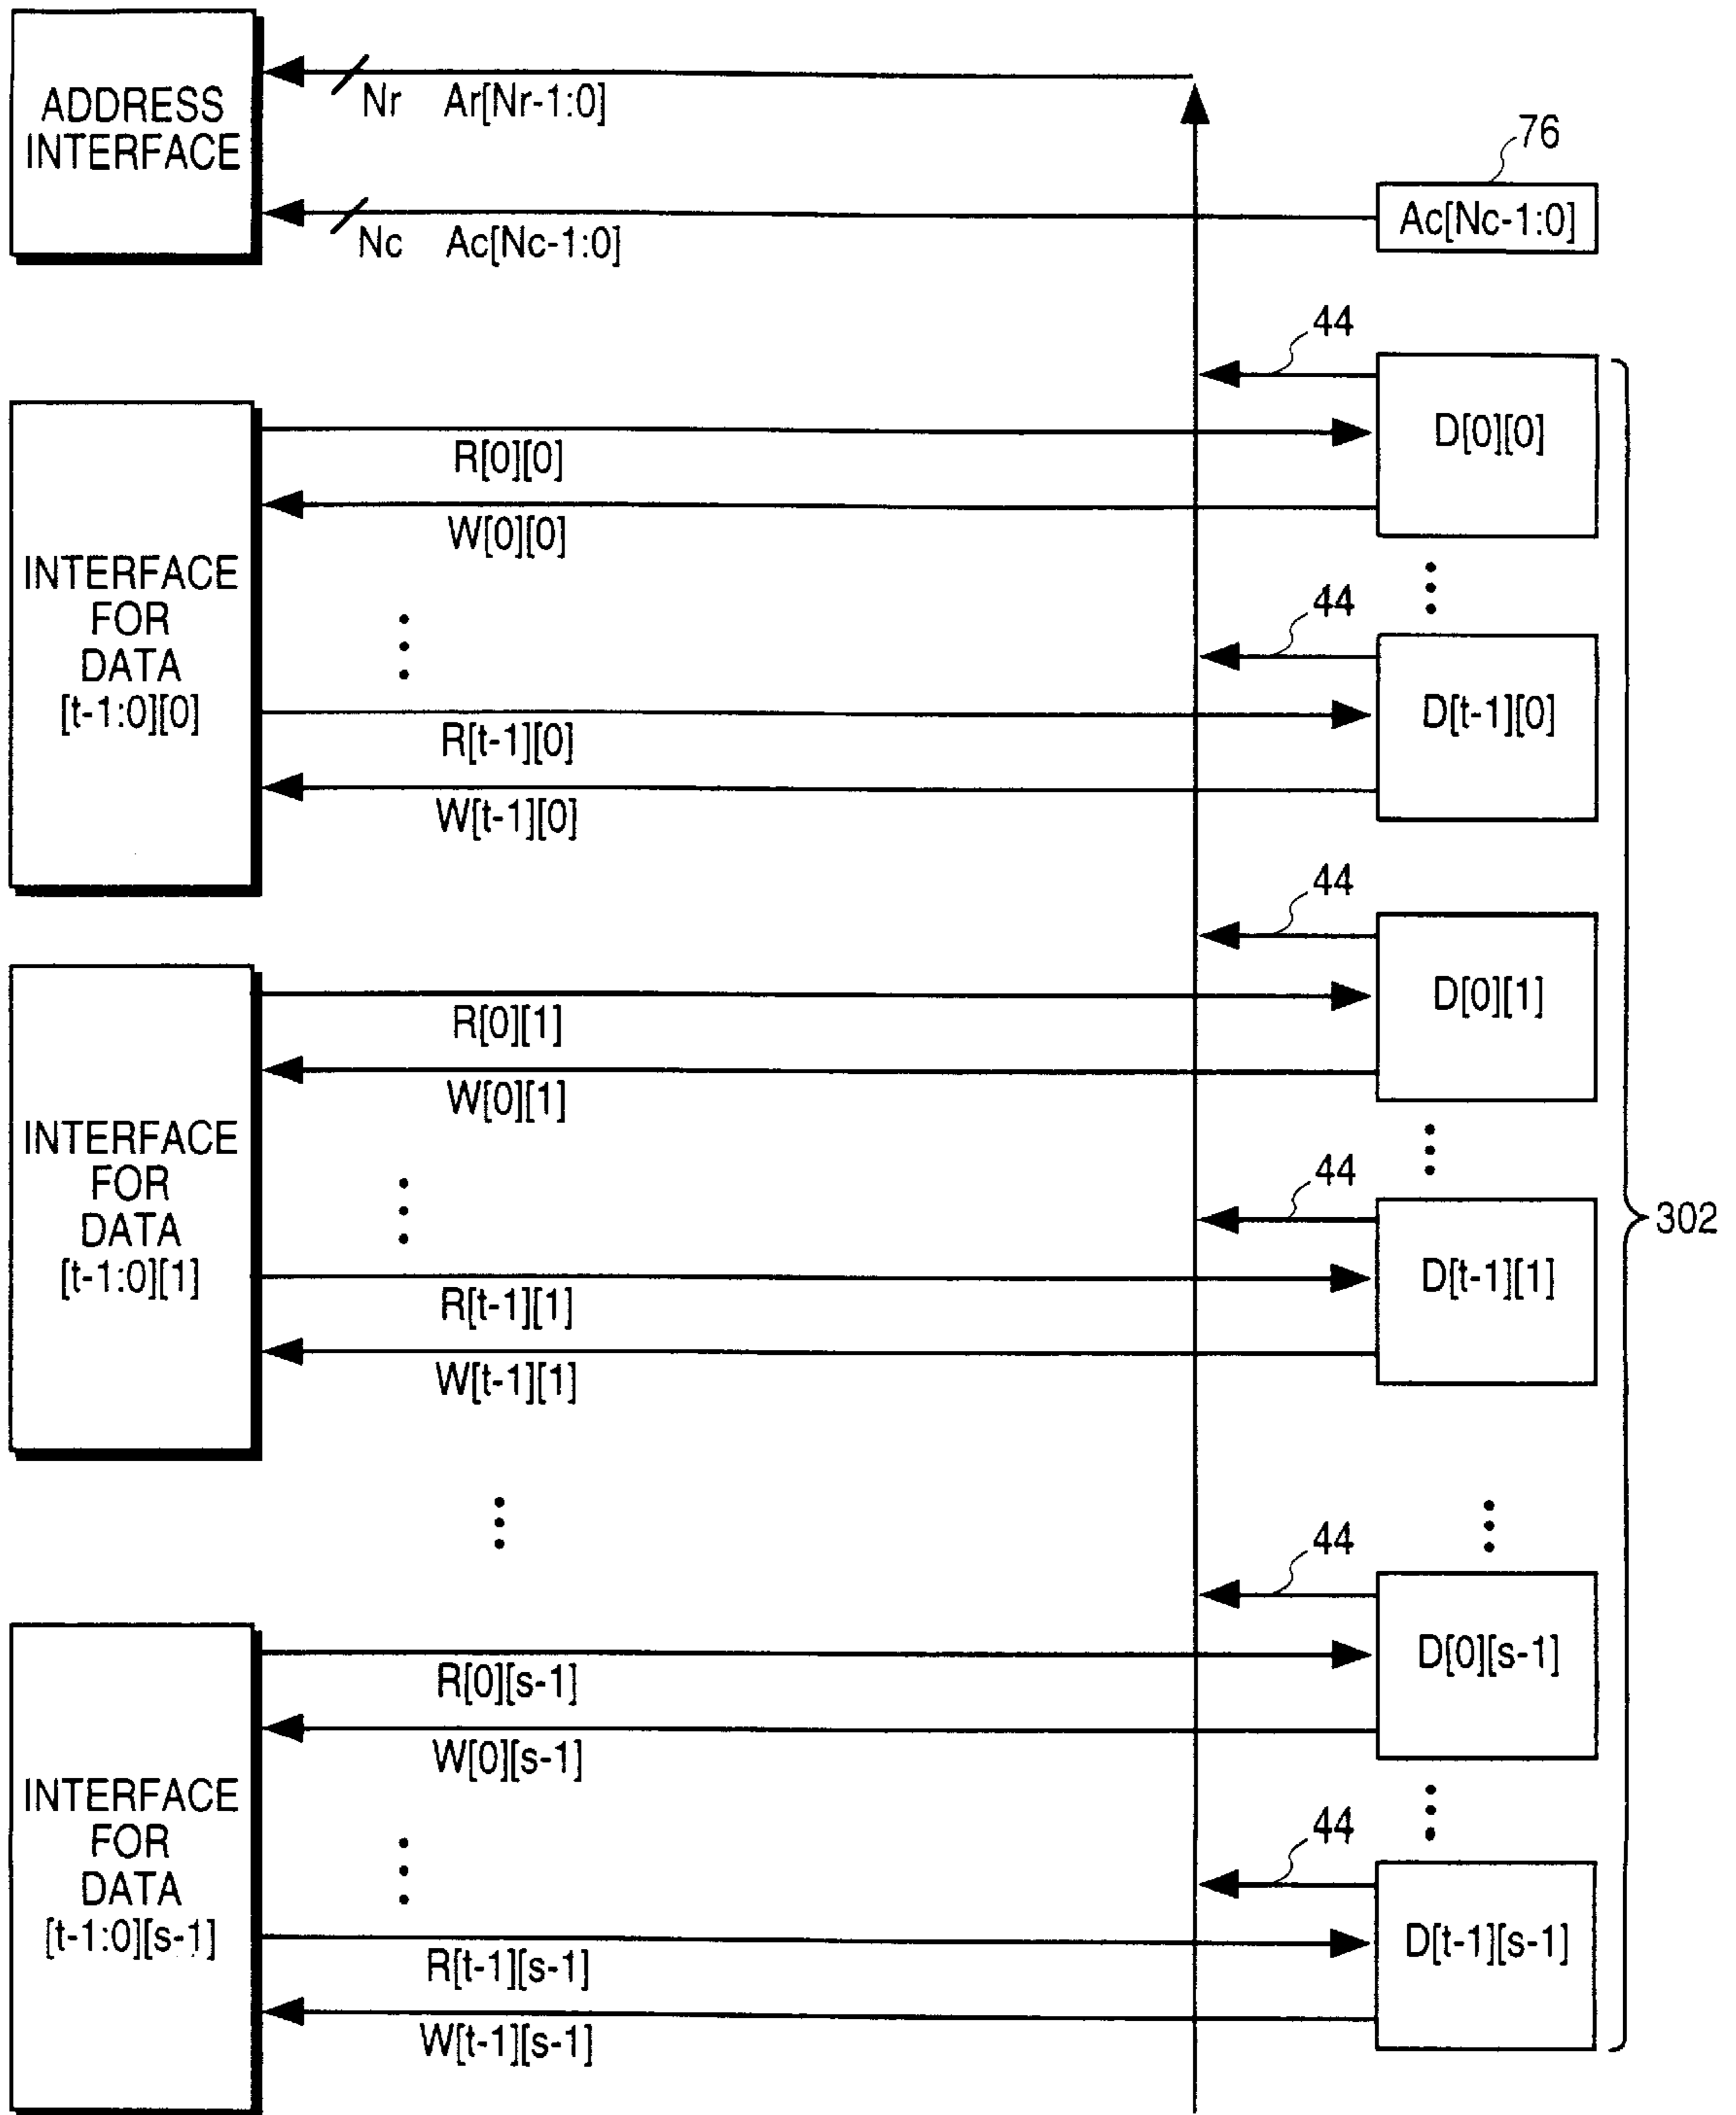 ADDRESS
INTERFACE
Nr Ar[Nr-1:0]
Nc Ac[Nc-1:0]
76
Ac[Nc-1:0]
44
INTERFACE
FOR
DATA
[t-1:0][0]
R[0][0]
W[0][0]
D[0][0]
44
R[t-1][0]
W[t-1][0]
D[t-1][0]
44
INTERFACE
FOR
DATA
[t-1:0][1]
R[0][1]
W[0][1]
D[0][1]
44
R[t-1][1]
W[t-1][1]
D[t-1][1]
302
44
INTERFACE
FOR
DATA
[t-1:0][s-1]
R[0][s-1]
W[0][s-1]
D[0][s-1]
44
R[t-1][s-1]
W[t-1][s-1]
D[t-1][s-1]